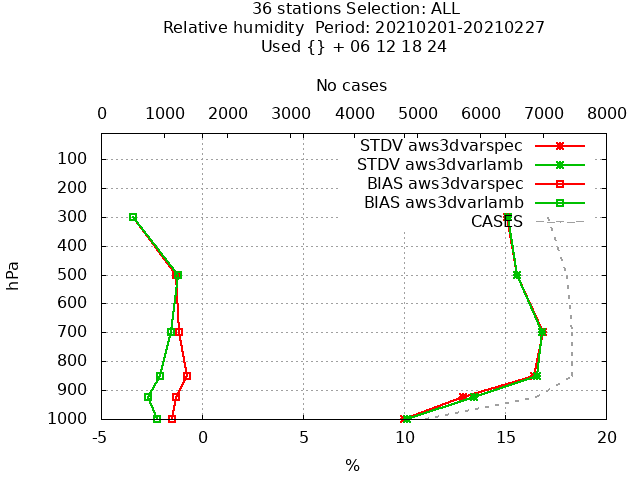 36 stations Selection: ALL
Relative humidity  Period: 20210201-20210227
Used {} + 06 12 18 24
No cases
0 1000 2000 3000 4000 5000 6000 7000 8000
STDV aws3dvarspec
STDV aws3dvarlamb
BIAS aws3dvarspec
BIAS aws3dvarlamb
CASES
hPa
100
200
300
400
500
600
700
800
900
1000
-5 0 5 10 15 20
%